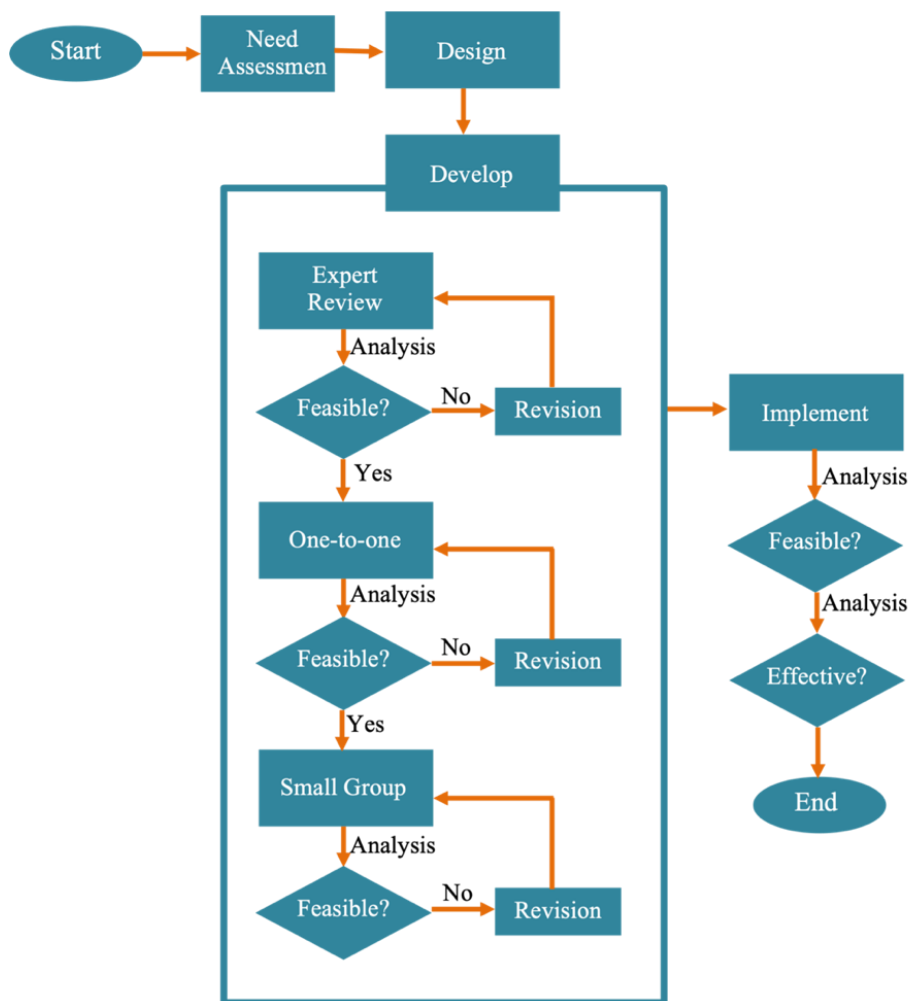 Start
Need
Assessmen
Design
Develop
Expert
Review
Analysis
Feasible?
No
Revision
Yes
One-to-one
Analysis
Feasible?
No
Revision
Yes
Small Group
Analysis
Feasible?
No
Revision
Implement
Analysis
Feasible?
Analysis
Effective?
End